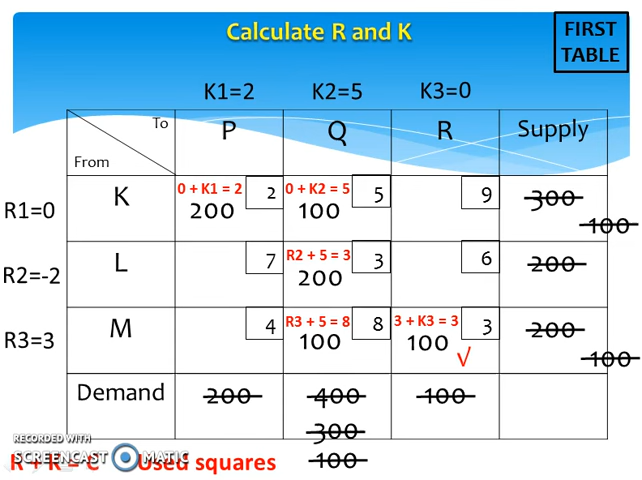 Calculate R and K
FIRST
TABLE
K1=2 K2=5 K3=0
To
From
P Q R Supply
R1=0
K
0 + K1 = 2
200
2
0 + K2 = 5
100
5
9
300
100
R2=-2
L
7
R2 + 5 = 3
200
3
6
200
R3=3
M
4
R3 + 5 = 8
100
8
3 + K3 = 3
100
√
3
200
100
Demand
200
400
300
100
100
RECORDED WITH
SCREENCAST MATIC
Used squares